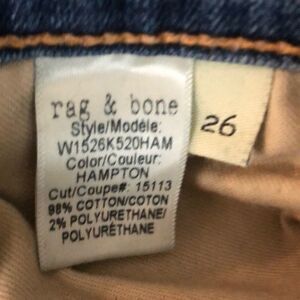 rag & bone
Style/Modèle:
W1526K520HAM
Color/Couleur:
HAMPTON
Cut/Coupe#: 15113
98% COTTON/COTON
2% POLYURETHANE/
POLYURÉTHANE
26